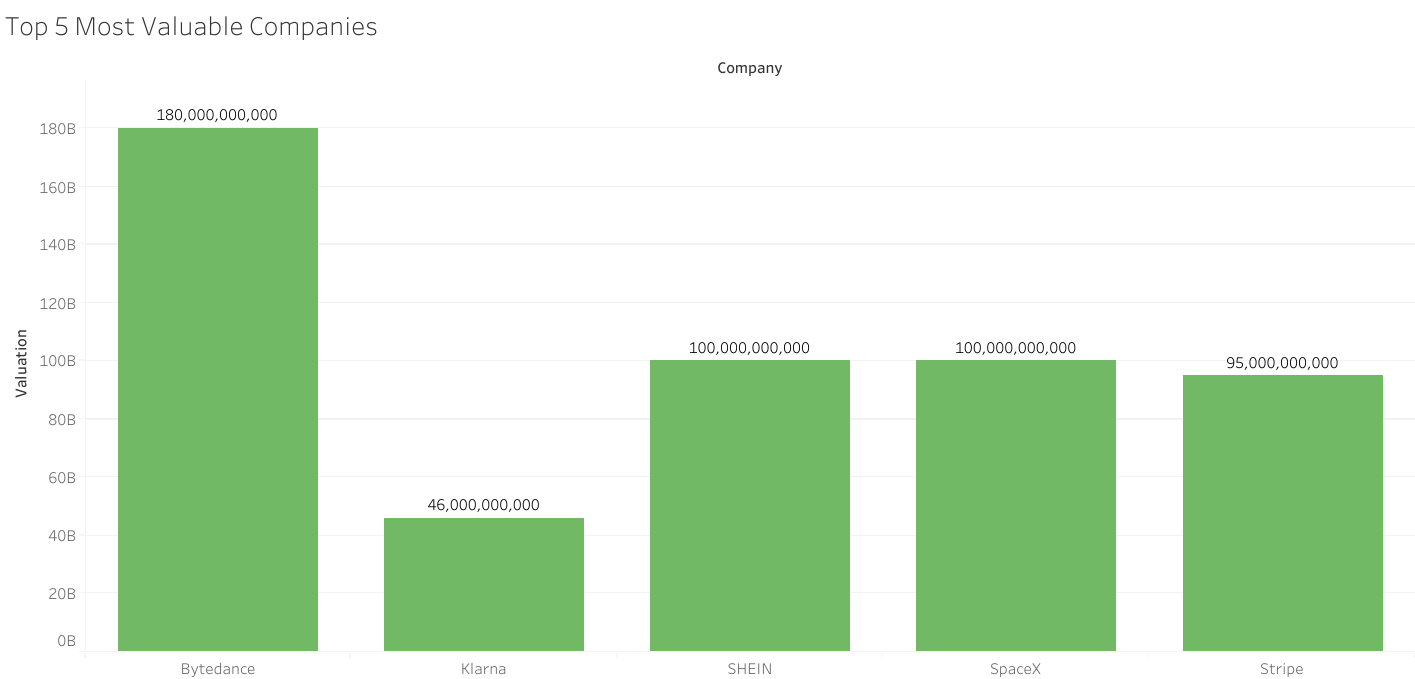 Top 5 Most Valuable Companies
Company
180,000,000,000
180B
160B
140B
120B
100,000,000,000 100,000,000,000
100B
95,000,000,000
Valuation
80B
60B
46,000,000,000
40B
20B
0B
Bytedance Klarna SHEIN SpaceX Stripe